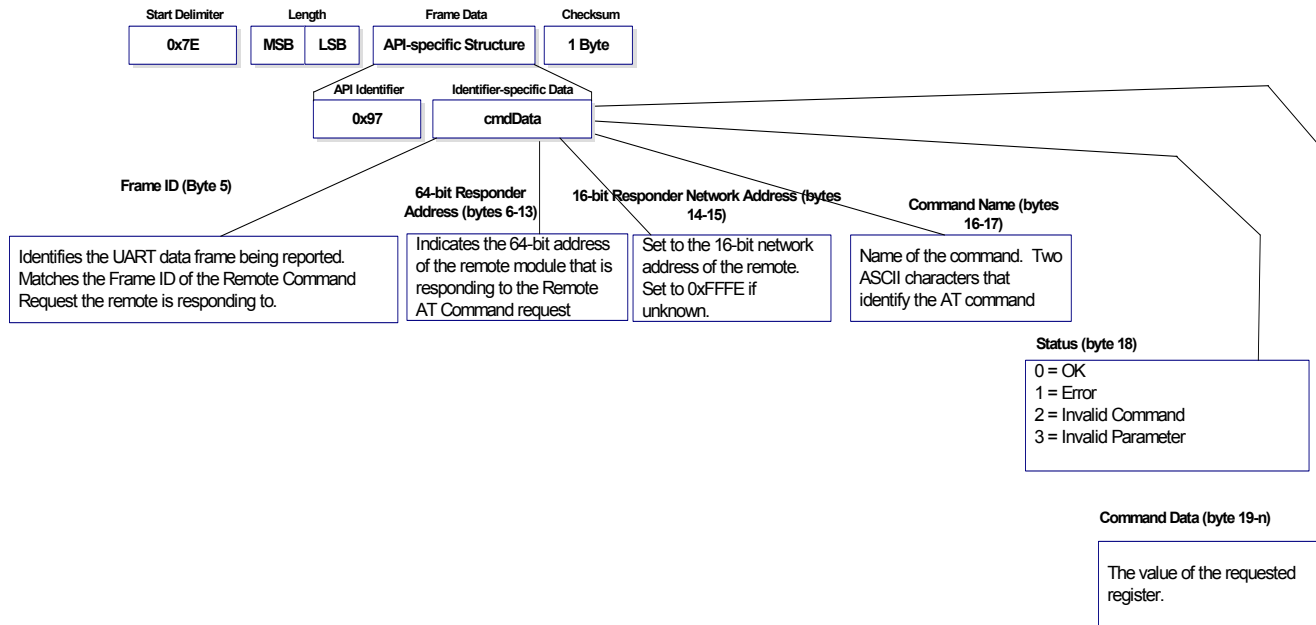 Start Delimiter
Length
Frame Data
Checksum
0x7E
MSB
LSB
API-specific Structure
1 Byte
API Identifier
Identifier-specific Data
0x97
cmdData
Frame ID (Byte 5)
Identifies the UART data frame being reported.
Matches the Frame ID of the Remote Command
Request the remote is responding to.
64-bit Responder
Address (bytes 6-13)
Indicates the 64-bit address
of the remote module that is
responding to the Remote
AT Command request
16-bit Responder Network Address (bytes
14-15)
Set to the 16-bit network
address of the remote.
Set to 0xFFFE if
unknown.
Command Name (bytes
16-17)
Name of the command. Two
ASCII characters that
identify the AT command
Status (byte 18)
0 = OK
1 = Error
2 = Invalid Command
3 = Invalid Parameter
Command Data (byte 19-n)
The value of the requested
register.